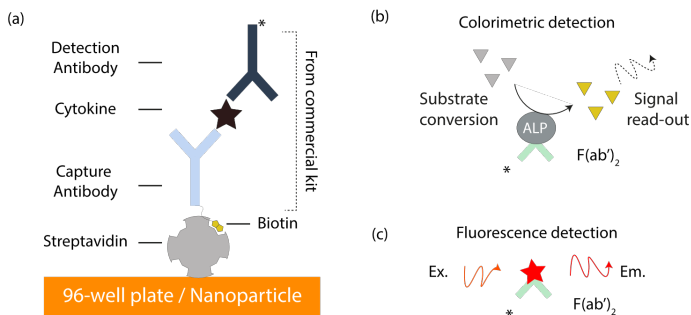 (a)
*
Detection
Antibody
Cytokine
Capture
Antibody
Streptavidin
Biotin
From commercial kit
96-well plate / Nanoparticle
(b)
Colorimetric detection
Substrate
conversion
ALP
Signal
read-out
F(ab')₂
*
(c)
Fluorescence detection
Ex.
Em.
F(ab')₂
*